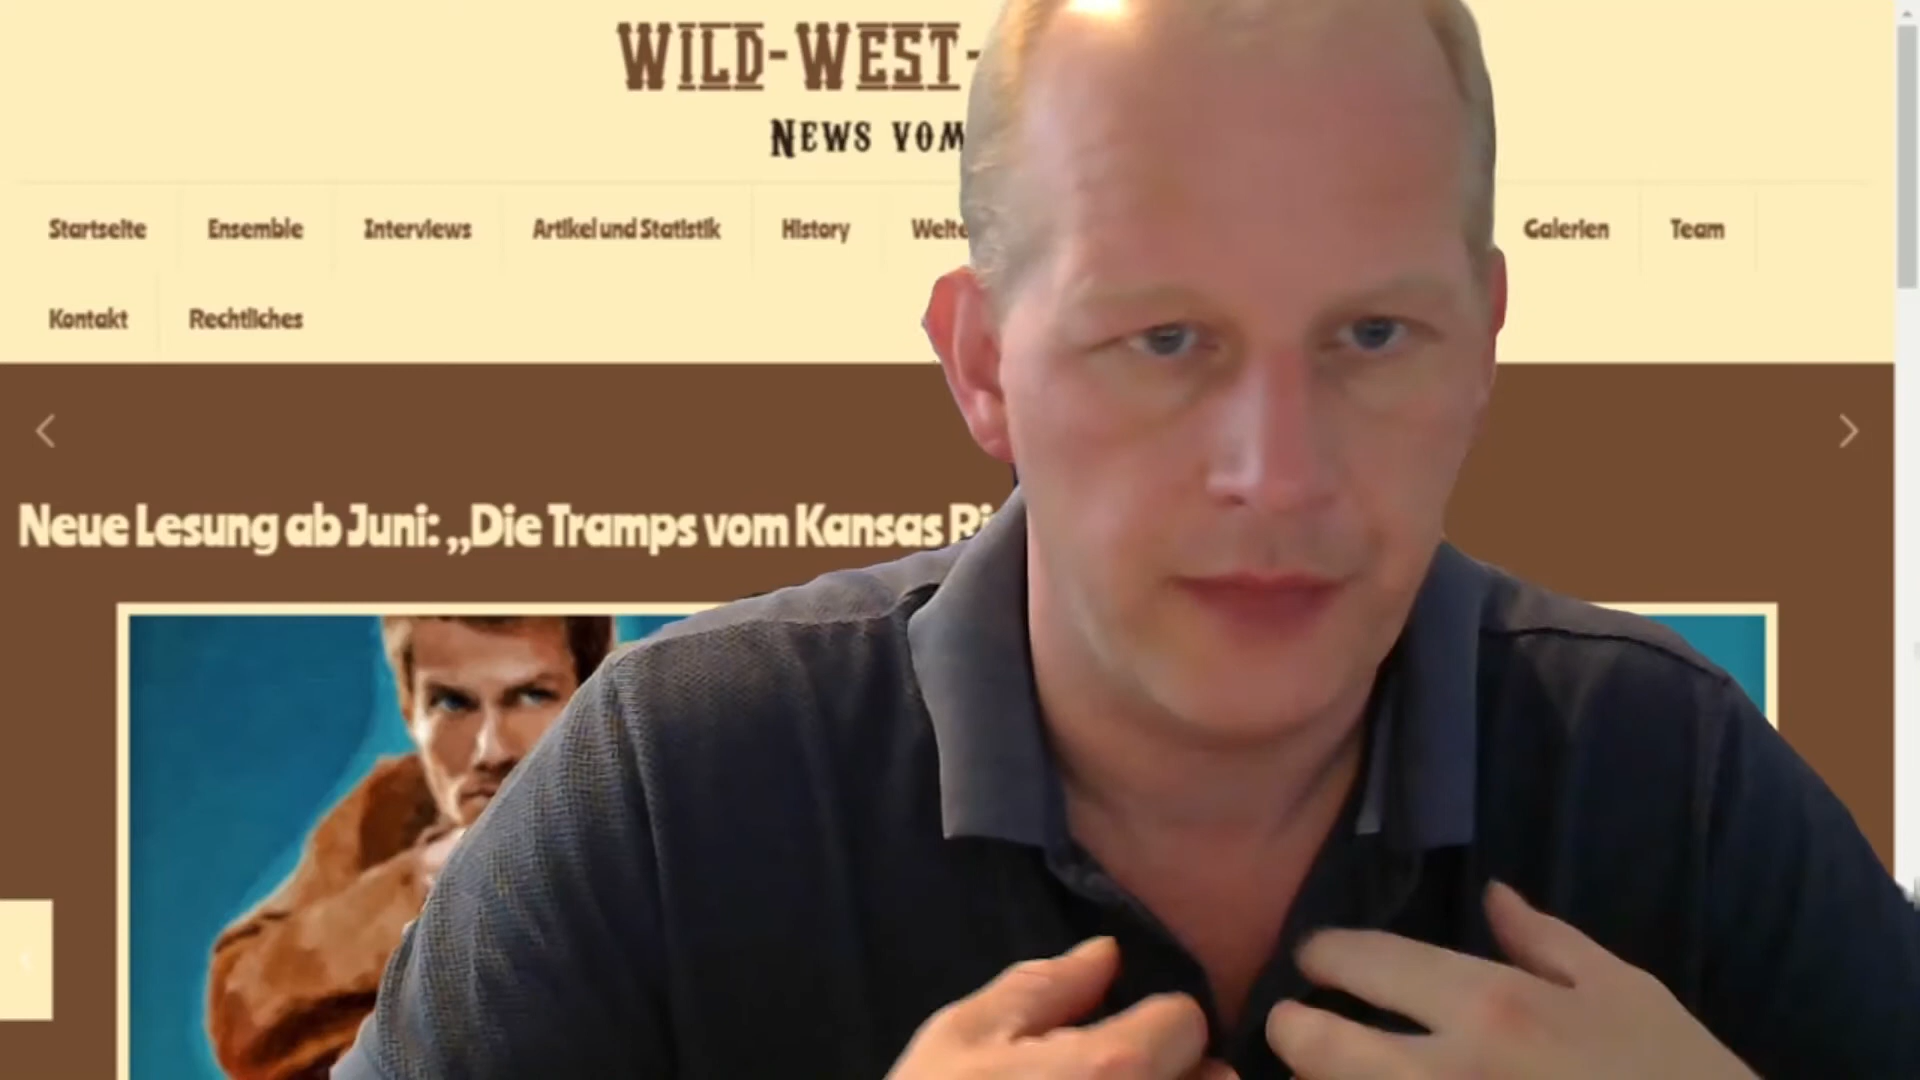 WILD-WEST-
NEWS VOM
Startseite Ensemble Interviews Artikel und Statistik History Galerien Team
Kontakt Rechtliches
Neue Lesung ab Juni: „Die Tramps vom Kansas